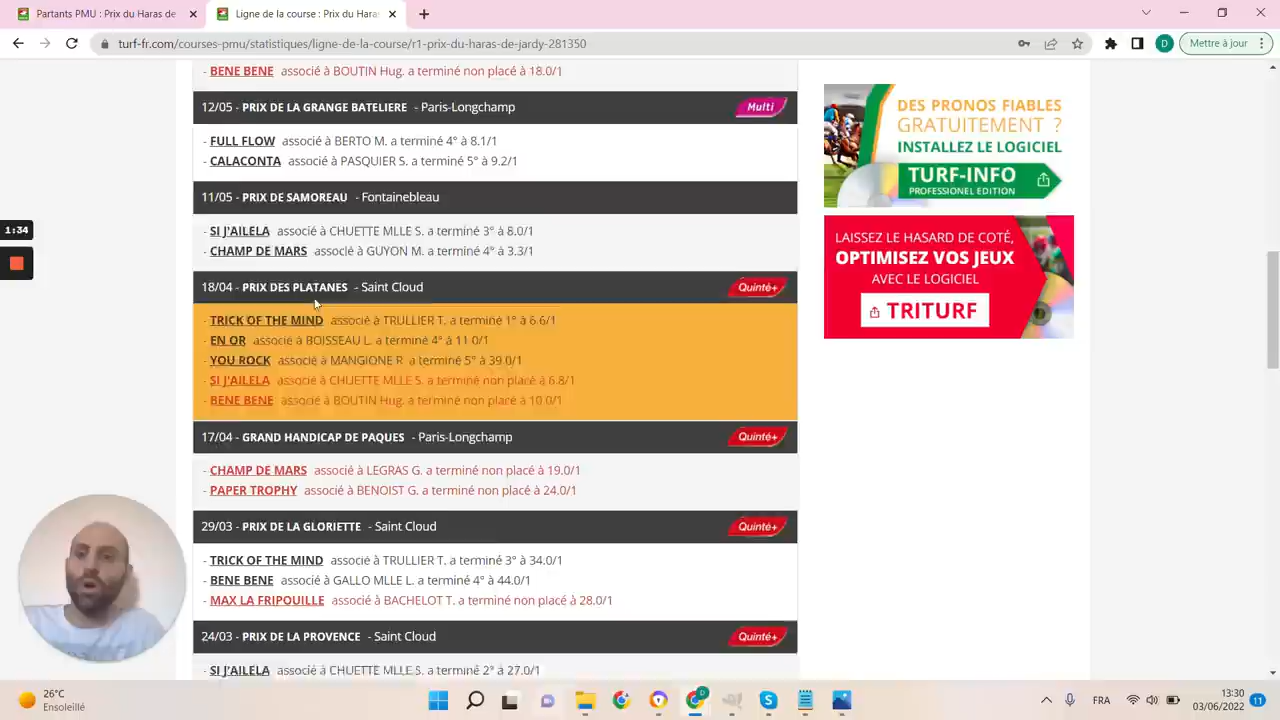 Partants PMU : Prix du Haras de
Ligne de la course : Prix du Hara
turf-fr.com/courses-pmu/statistiques/ligne-de-la-course/r1-prix-du-haras-de-jardy-281350
D
Mettre à jour
- BENE BENE associé à BOUTIN Hug. a terminé non placé à 18.0/1
12/05 - PRIX DE LA GRANGE BATELIERE - Paris-Longchamp
Multi
- FULL FLOW associé à BERTO M. a terminé 4° à 8.1/1
- CALACONTA associé à PASQUIER S. a terminé 5° à 9.2/1
11/05 - PRIX DE SAMOREAU - Fontainebleau
- SI J'AILELA associé à CHUETTE MLLE S. a terminé 3° à 8.0/1
- CHAMP DE MARS associé à GUYON M. a terminé 4° à 3.3/1
18/04 - PRIX DES PLATANES - Saint Cloud
Quinté+
- TRICK OF THE MIND associé à TRULLIER T. a terminé 1° à 6.6/1
- EN OR associé à BOISSEAU L. a terminé 4° à 11.0/1
- YOU ROCK associé à MANGIONE R. a terminé 5° à 39.0/1
- SI J'AILELA associé à CHUETTE MLLE S. a terminé non placé à 6.8/1
- BENE BENE associé à BOUTIN Hug. a terminé non placé à 10.0/1
17/04 - GRAND HANDICAP DE PAQUES - Paris-Longchamp
Quinté+
- CHAMP DE MARS associé à LEGRAS G. a terminé non placé à 19.0/1
- PAPER TROPHY associé à BENOIST G. a terminé non placé à 24.0/1
29/03 - PRIX DE LA GLORIETTE - Saint Cloud
Quinté+
- TRICK OF THE MIND associé à TRULLIER T. a terminé 3° à 34.0/1
- BENE BENE associé à GALLO MLLE L. a terminé 4° à 44.0/1
- MAX LA FRIPOUILLE associé à BACHELOT T. a terminé non placé à 28.0/1
24/03 - PRIX DE LA PROVENCE - Saint Cloud
Quinté+
- SI J'AILELA associé à CHUETTE MLLE S. a terminé 2° à 27.0/1
DES PRONOS FIABLES
GRATUITEMENT ?
INSTALLEZ LE LOGICIEL
TURF-INFO
PROFESSIONEL EDITION
LAISSEZ LE HASARD DE COTÉ,
OPTIMISEZ VOS JEUX
AVEC LE LOGICIEL
TRITURF
1:34
26°C
Ensoleillé
D
FRA
13:30
03/06/2022
11